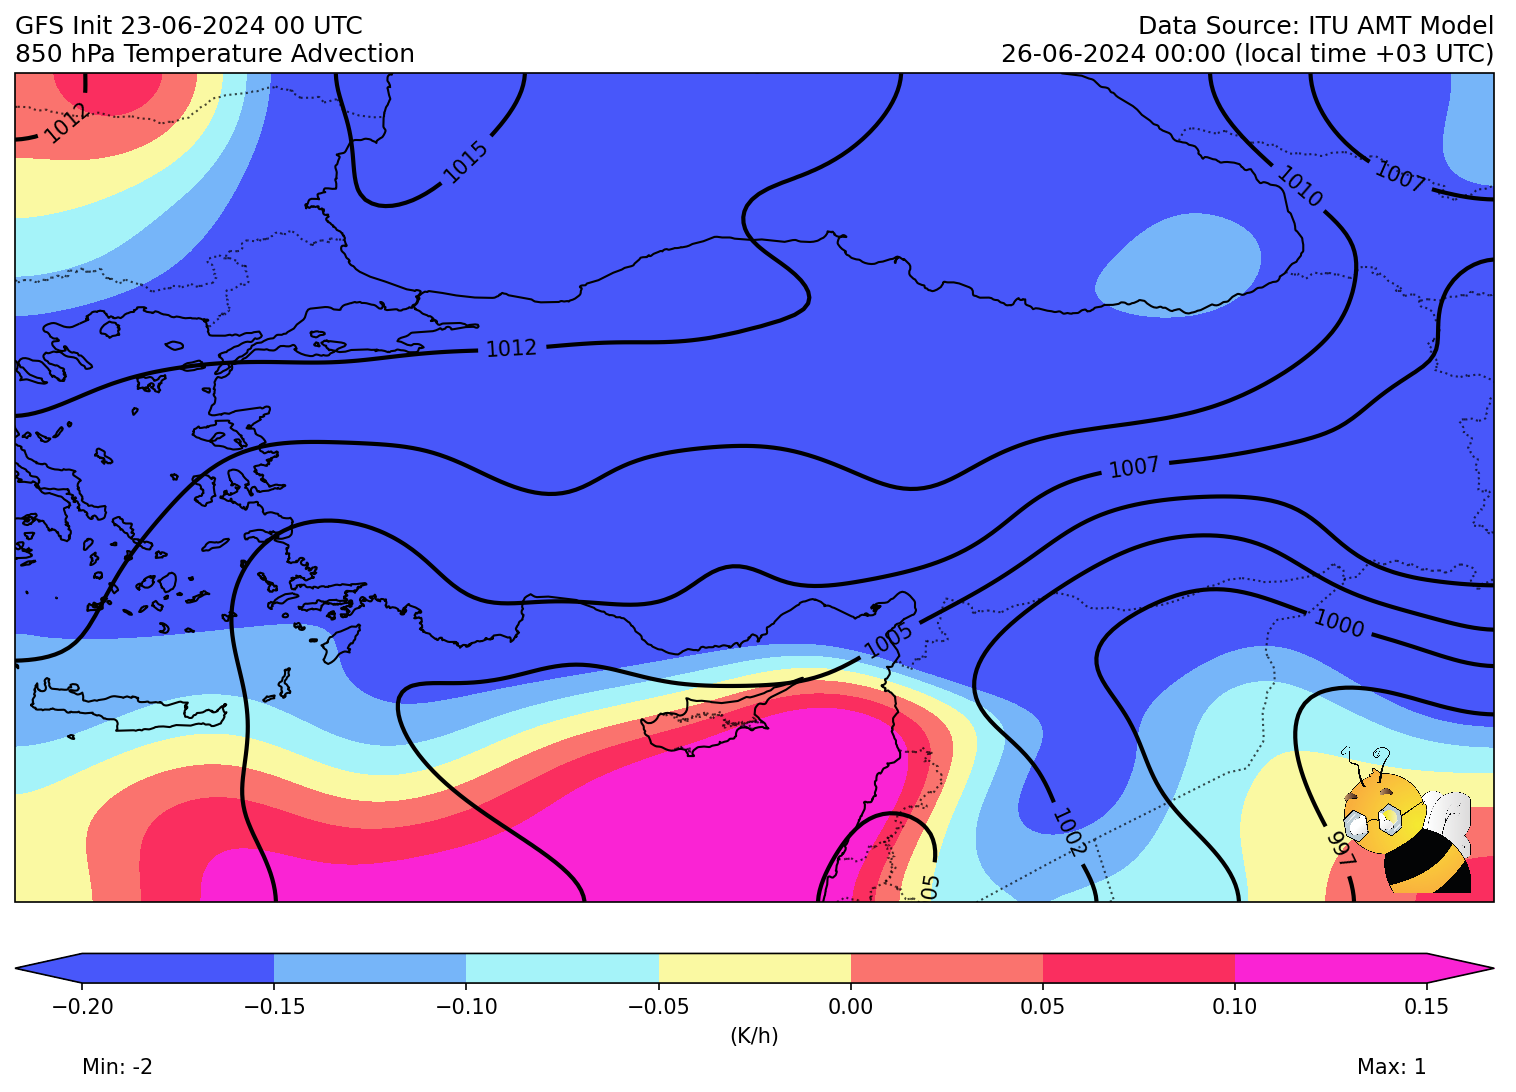 GFS Init 23-06-2024 00 UTC
850 hPa Temperature Advection
Data Source: ITU AMT Model
26-06-2024 00:00 (local time +03 UTC)
1012
1015
1010
1007
1012
1007
1005
1000
1002
997
05
−0.20
−0.15
−0.10
−0.05
0.00
0.05
0.10
0.15
(K/h)
Min: -2
Max: 1